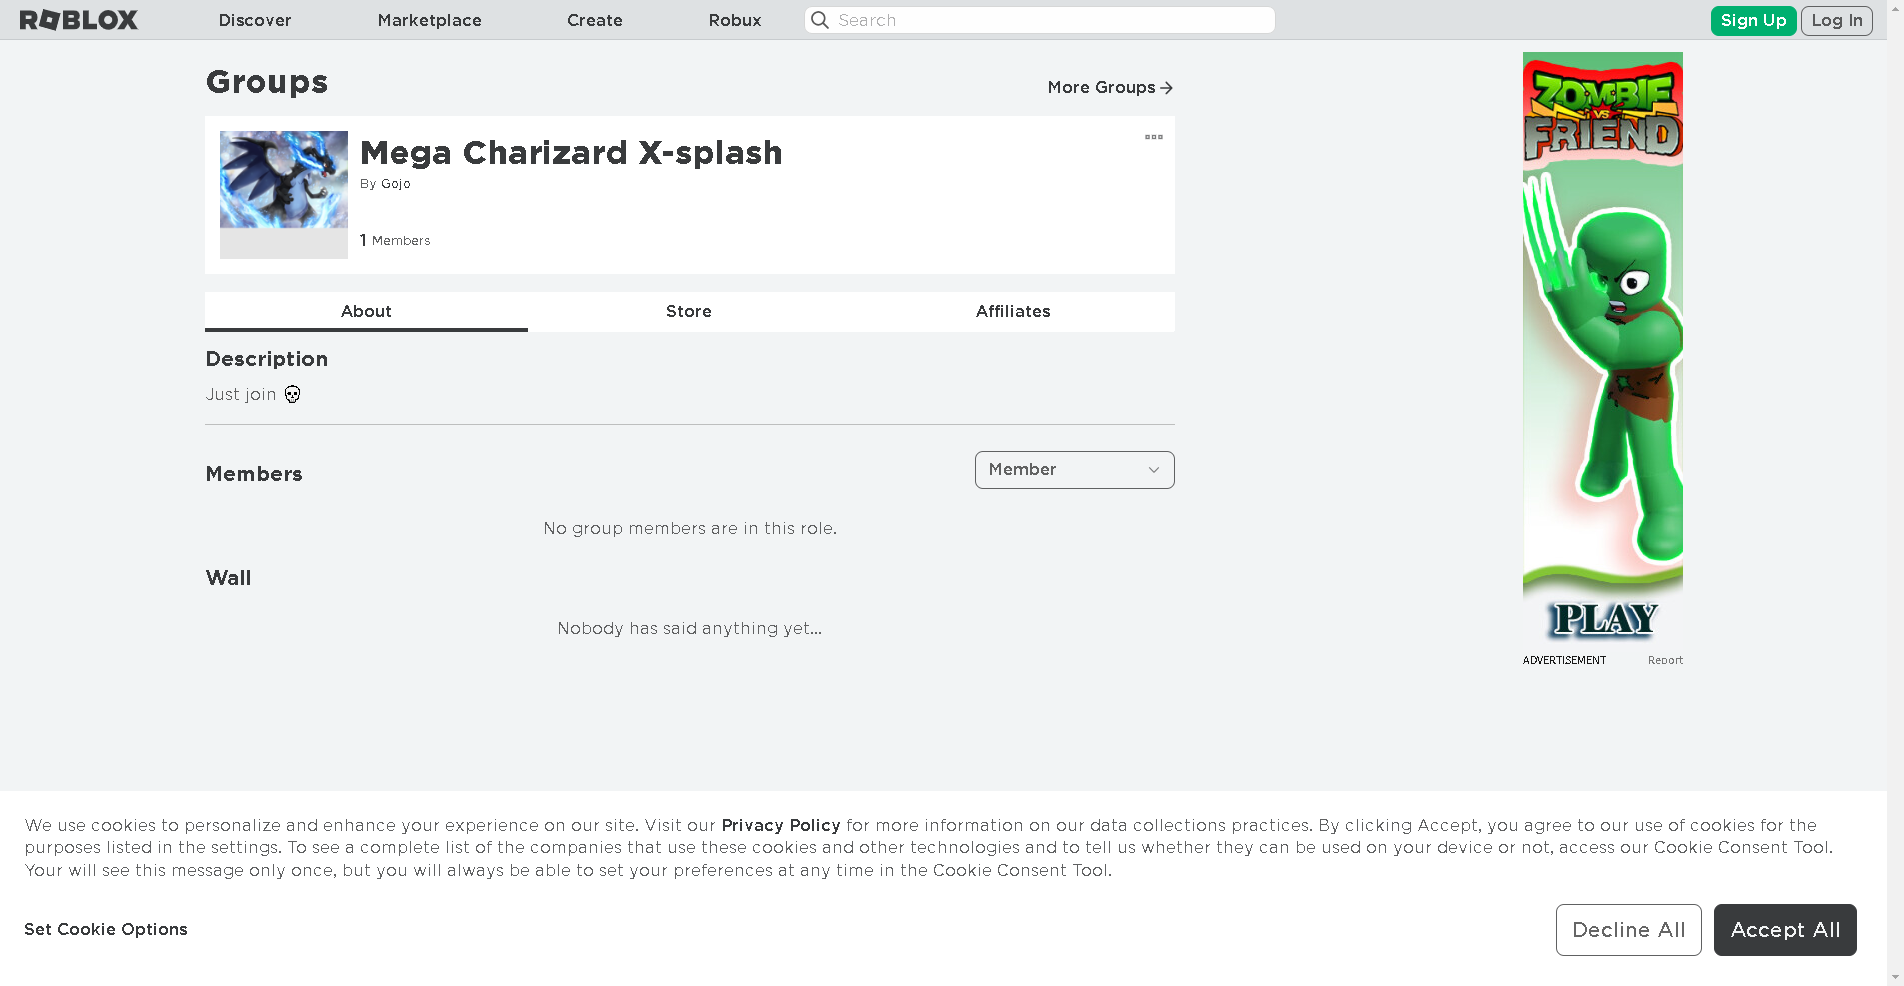 ROBLOX
Discover
Marketplace
Create
Robux
Search
Sign Up
Log In
Groups
More Groups
Mega Charizard X-splash
By Gojo
1 Members
About
Store
Affiliates
Description
Just join 💀
Members
Member
No group members are in this role.
Wall
Nobody has said anything yet...
ZOMBIE
VS
FRIEND
PLAY
ADVERTISEMENT
Report
We use cookies to personalize and enhance your experience on our site. Visit our Privacy Policy for more information on our data collections practices. By clicking Accept, you agree to our use of cookies for the
purposes listed in the settings. To see a complete list of the companies that use these cookies and other technologies and to tell us whether they can be used on your device or not, access our Cookie Consent Tool.
Your will see this message only once, but you will always be able to set your preferences at any time in the Cookie Consent Tool.
Set Cookie Options
Decline All
Accept All